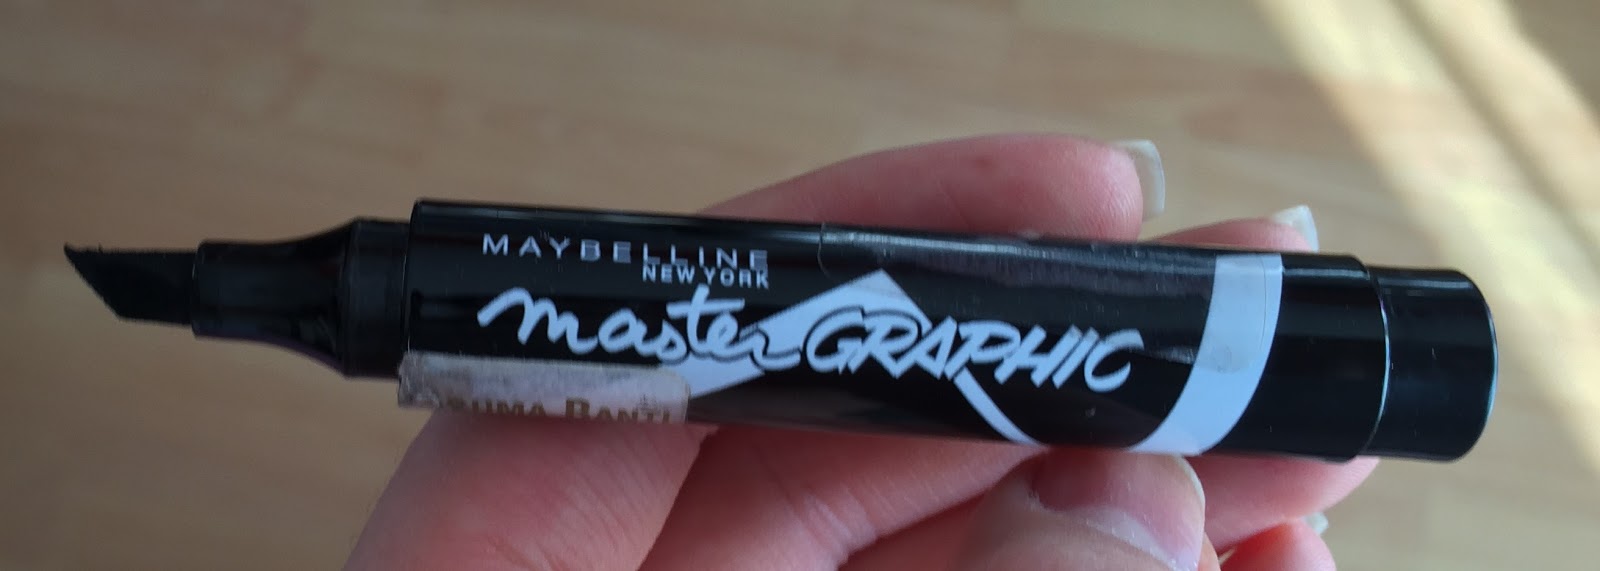 MAYBELLINE
NEW YORK
master GRAPHIC